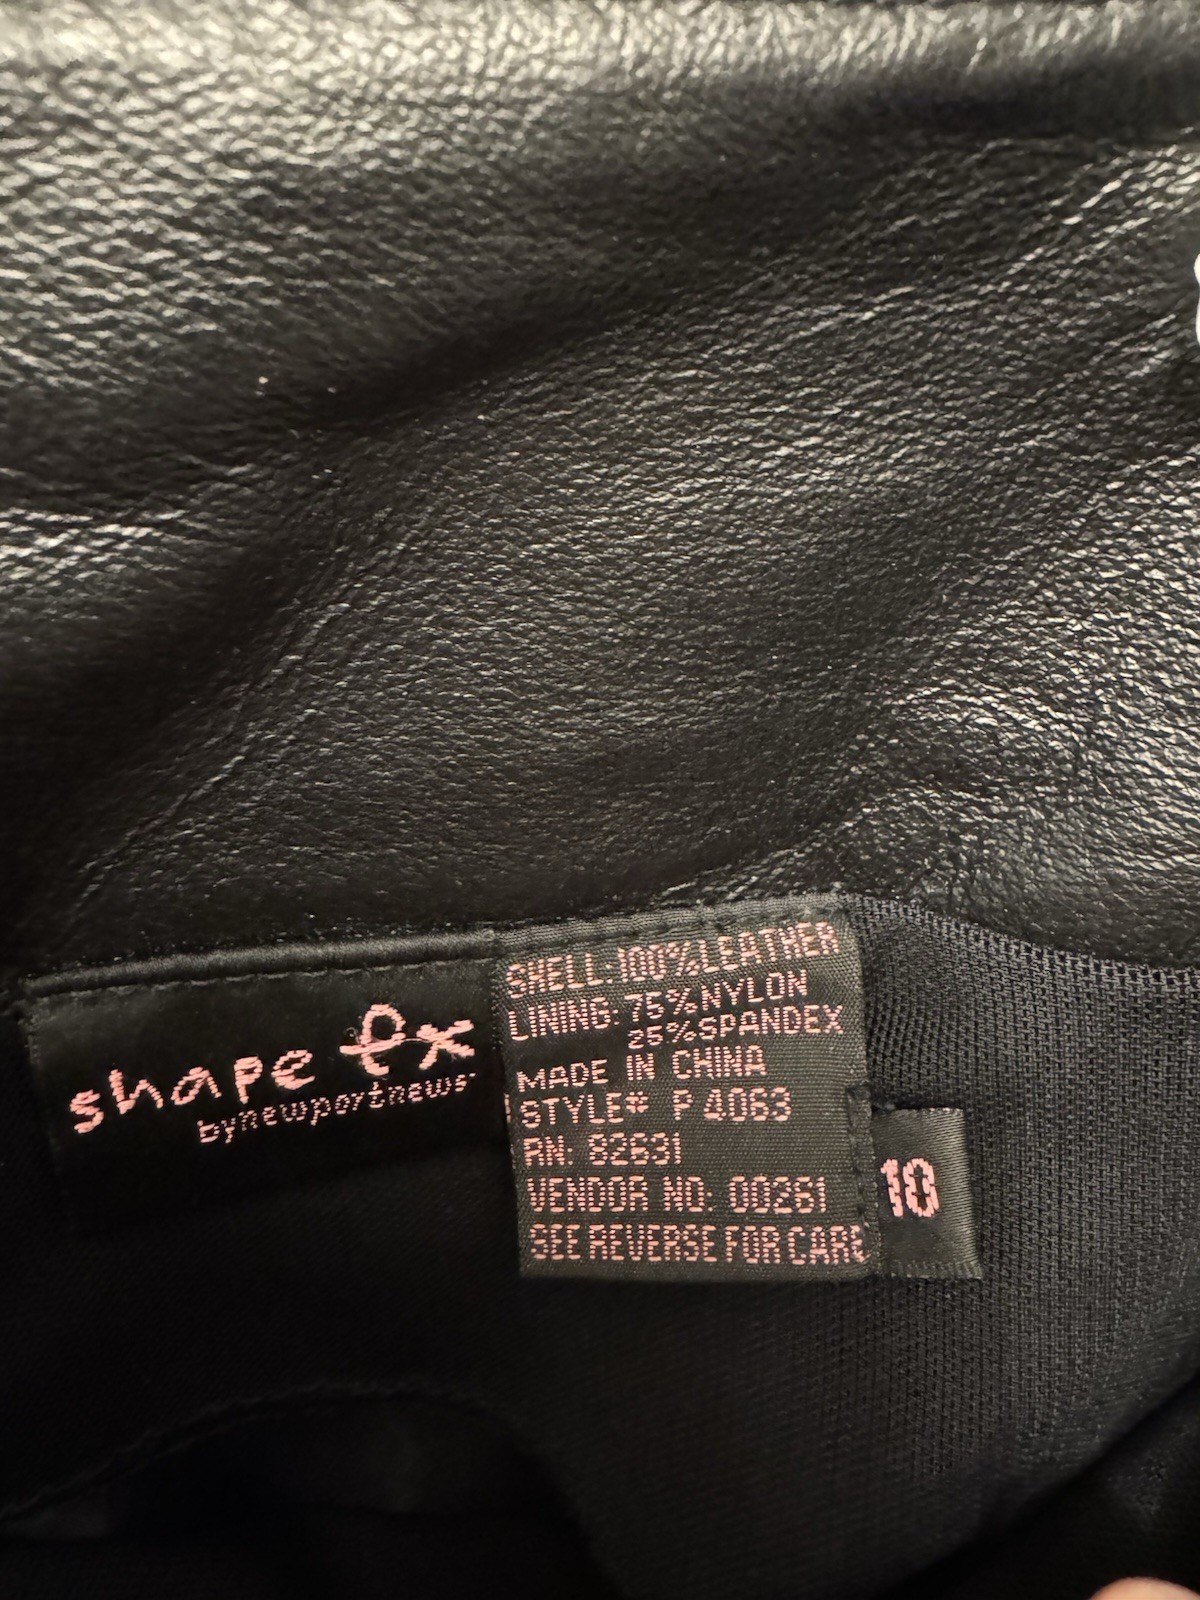 shape fx
bynewportnews
SHELL:100%LEATHER
LINING:75%NYLON
25%SPANDEX
MADE IN CHINA
STYLE# P 4063
RN: 82631
VENDOR NO: 00261
SEE REVERSE FOR CARE
10